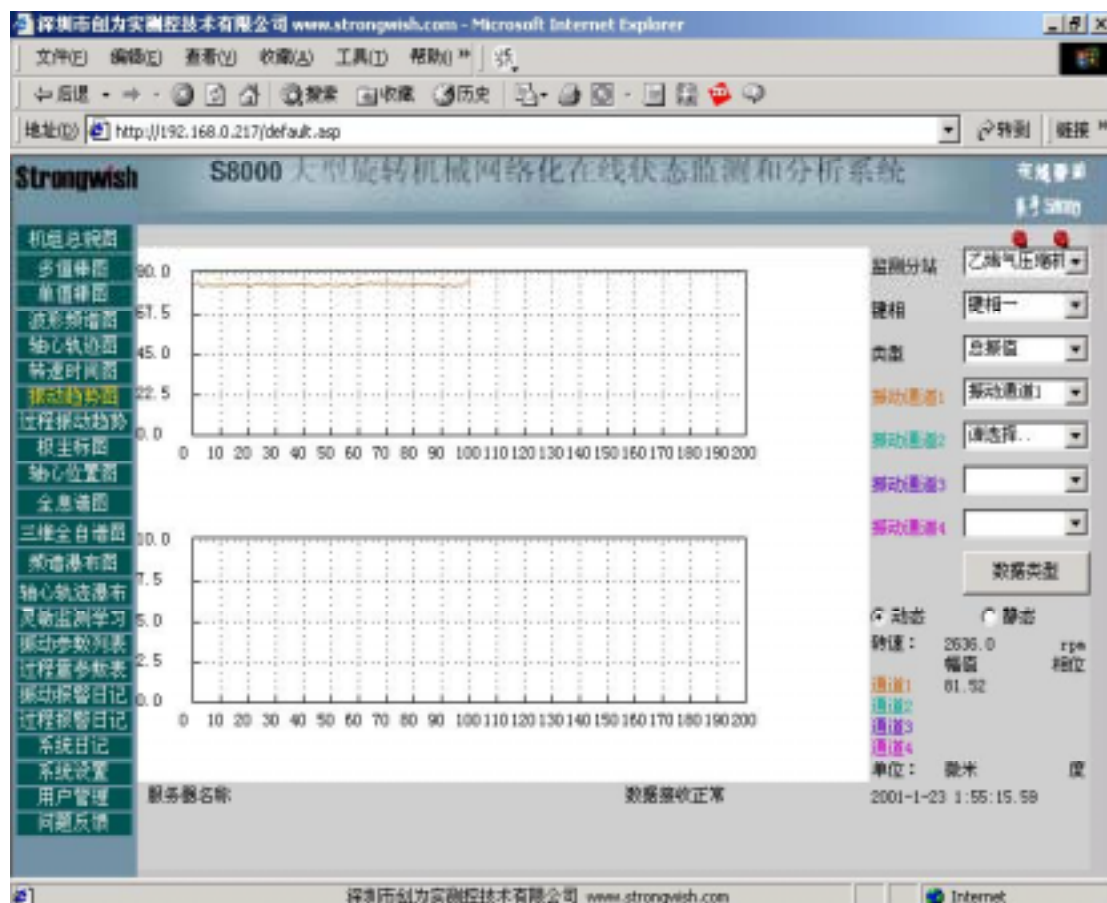 深圳市创为实测控技术有限公司 www.strongwish.com - Microsoft Internet Explorer
文件(F) 编辑(E) 查看(V) 收藏(A) 工具(T) 帮助(H) »
后退 搜索 收藏 历史
地址(D) http://192.168.0.217/default.asp 转到 链接 »
Strongwish S8000 大型旋转机械网络化在线状态监测和分析系统
S8000
机组总貌图
多值棒图
单值棒图
波形频谱图
轴心轨迹图
转速时间图
振动趋势图
过程振动趋势
极坐标图
轴心位置图
全息谱图
三维全息谱图
频谱瀑布图
轴心轨迹瀑布
灵敏监测学习
振动参数列表
过程量参数表
振动报警日记
过程报警日记
系统日记
系统设置
用户管理
问题反馈
90.0
67.5
45.0
22.5
0.0
0 10 20 30 40 50 60 70 80 90 100 110 120 130 140 150 160 170 180 190 200
10.0
7.5
5.0
2.5
0.0
0 10 20 30 40 50 60 70 80 90 100 110 120 130 140 150 160 170 180 190 200
监测分站 乙烯气压缩机
键相 键相一
类型 总振值
振动通道1 振动通道1
振动通道2 请选择..
振动通道3
振动通道4
数据类型
动态 静态
转速: 2636.0 rpm
幅值 相位
通道1 81.52
通道2
通道3
通道4
单位: 微米 度
服务器名称 数据接收正常 2001-1-23 1:55:15.59
深圳市创为实测控技术有限公司 www.strongwish.com Internet